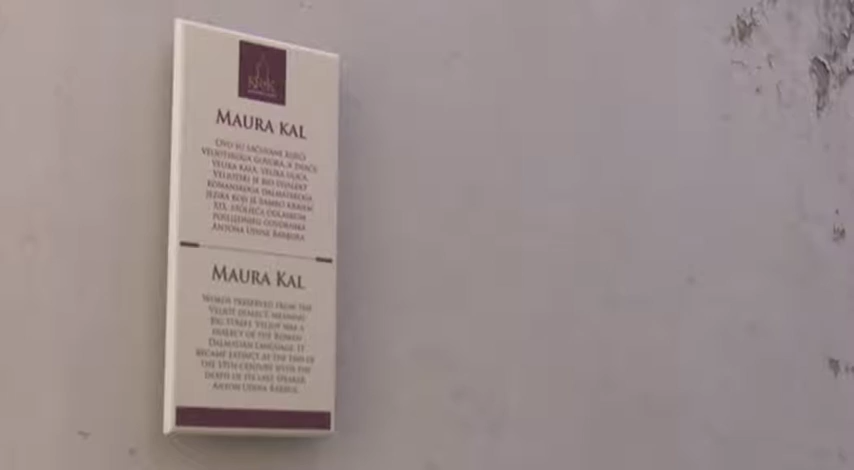 KRK
MAURA KAL
OVO SU SAČUVANE RIJEČI
VELJOTSKOGA GOVORA, A ZNAČE
VELIKA KALA, VELIKA ULICA.
VELJOTSKI JE BIO DIJALEKT
ROMANSKOGA DALMATSKOGA
JEZIKA KOJI JE ZAMRO KRAJEM
XIX. STOLJEĆA ODLASKOM
POSLJEDNJEG GOVORNIKA
ANTONA UDINE BARBURA
MAURA KAL
WORDS PRESERVED FROM THE
DIALECT, MEANING
BIG STREET. VELJOT WAS A
DIALECT OF THE ROMAN
DALMATIAN LANGUAGE. IT
BECAME EXTINCT AT THE END OF
THE 19TH CENTURY WITH THE
DEATH OF ITS LAST SPEAKER
ANTON UDINA BARBUR.